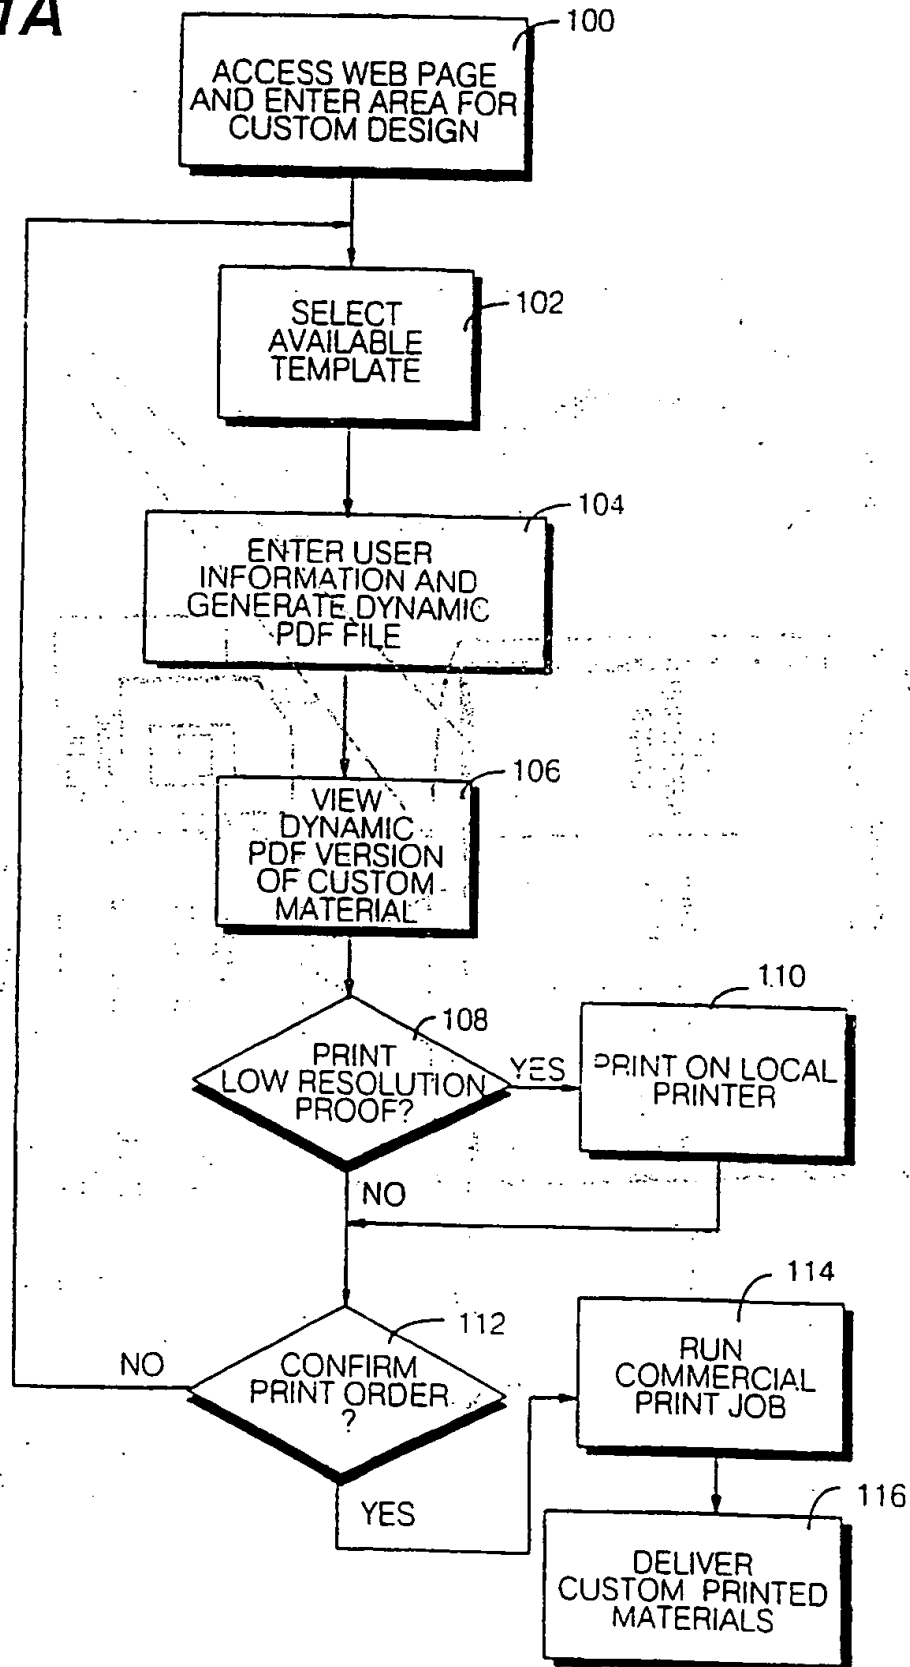 1A
100
ACCESS WEB PAGE
AND ENTER AREA FOR
CUSTOM DESIGN
102
SELECT
AVAILABLE
TEMPLATE
104
ENTER USER
INFORMATION AND
GENERATE DYNAMIC
PDF FILE
106
VIEW
DYNAMIC
PDF VERSION
OF CUSTOM
MATERIAL
108
PRINT
LOW RESOLUTION
PROOF?
YES
110
PRINT ON LOCAL
PRINTER
NO
112
CONFIRM
PRINT ORDER
?
NO
YES
114
RUN
COMMERCIAL
PRINT JOB
116
DELIVER
CUSTOM PRINTED
MATERIALS